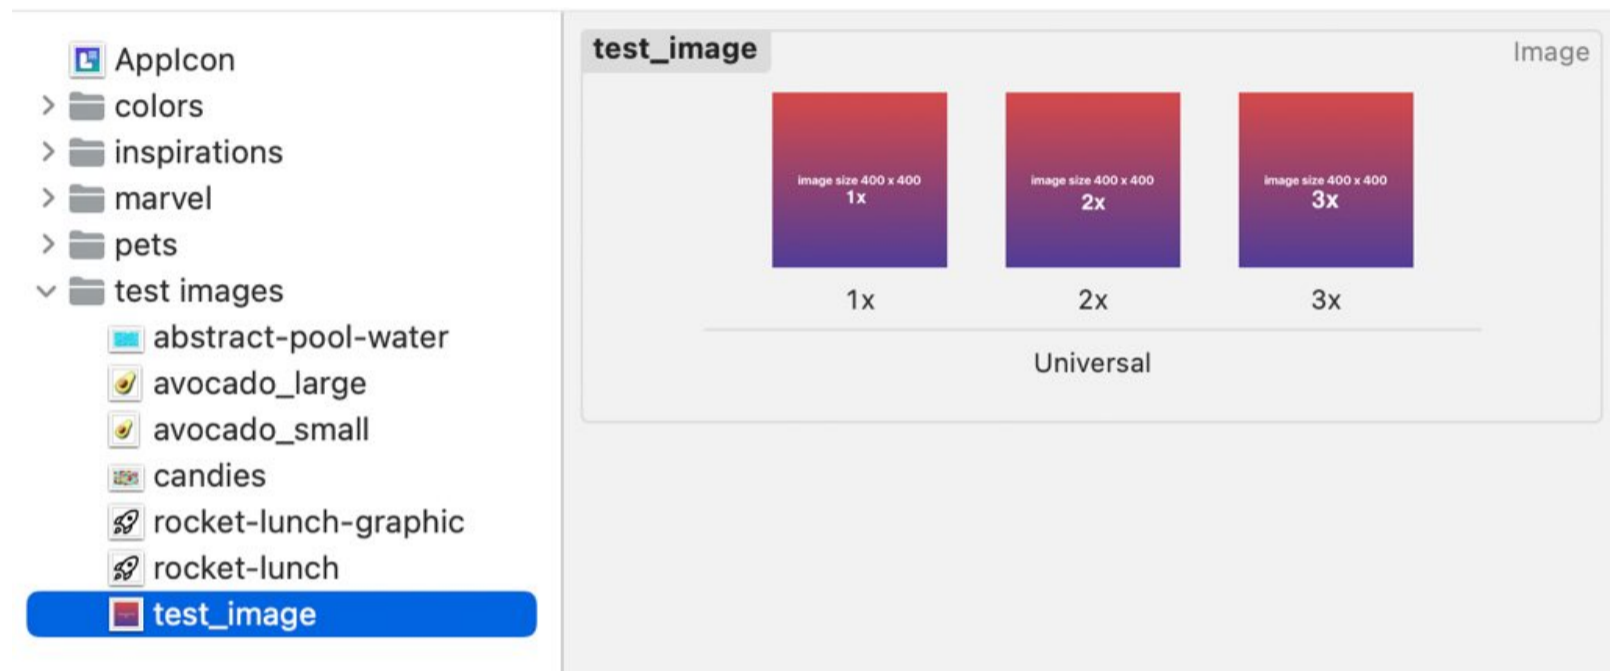 AppIcon
colors
inspirations
marvel
pets
test images
abstract-pool-water
avocado_large
avocado_small
candies
rocket-lunch-graphic
rocket-lunch
test_image
test_image
Image
image size 400 x 400
1x
image size 400 x 400
2x
image size 400 x 400
3x
1x
2x
3x
Universal